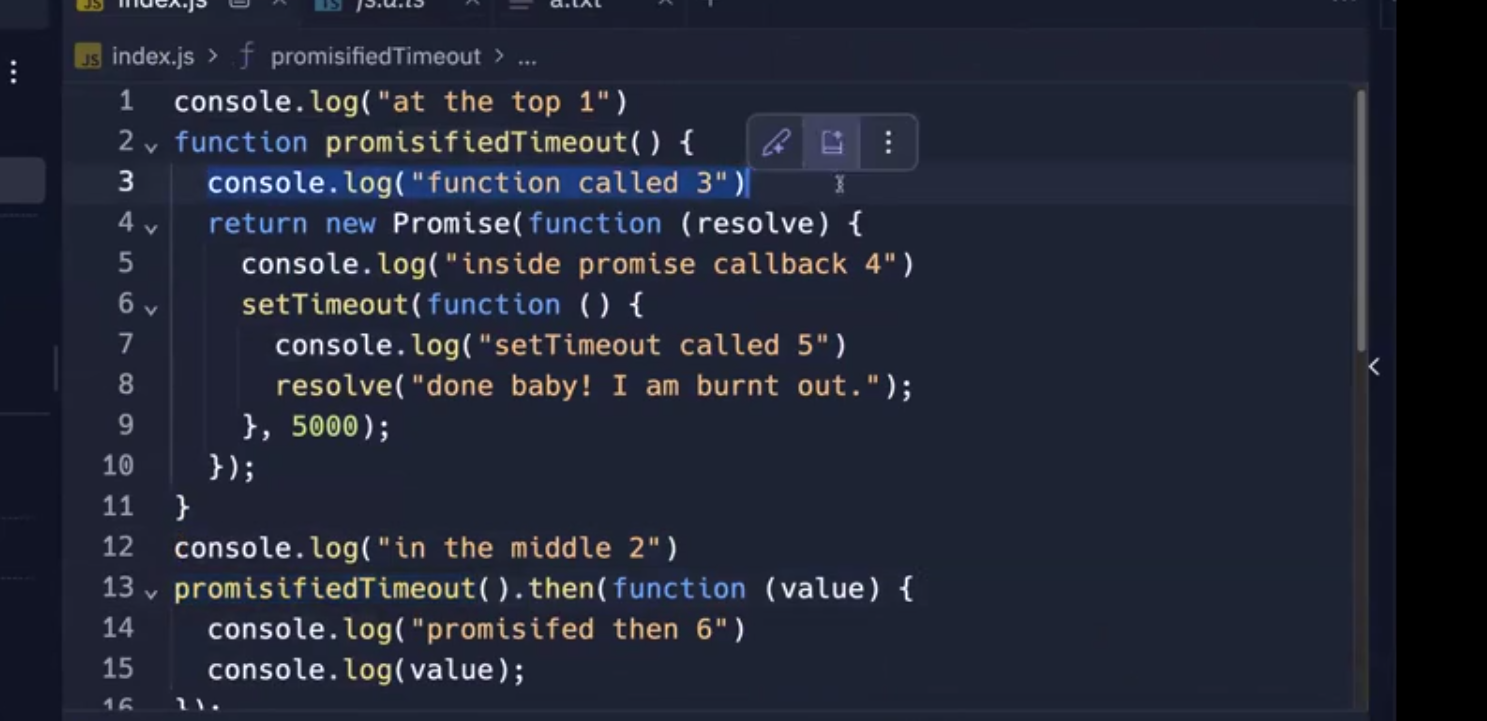 index.js
js.d.ts
a.txt
index.js > promisifiedTimeout > ...
1 console.log("at the top 1")
2 function promisifiedTimeout() {
3 console.log("function called 3")
4 return new Promise(function (resolve) {
5 console.log("inside promise callback 4")
6 setTimeout(function () {
7 console.log("setTimeout called 5")
8 resolve("done baby! I am burnt out.");
9 }, 5000);
10 });
11 }
12 console.log("in the middle 2")
13 promisifiedTimeout().then(function (value) {
14 console.log("promisifed then 6")
15 console.log(value);
16 });